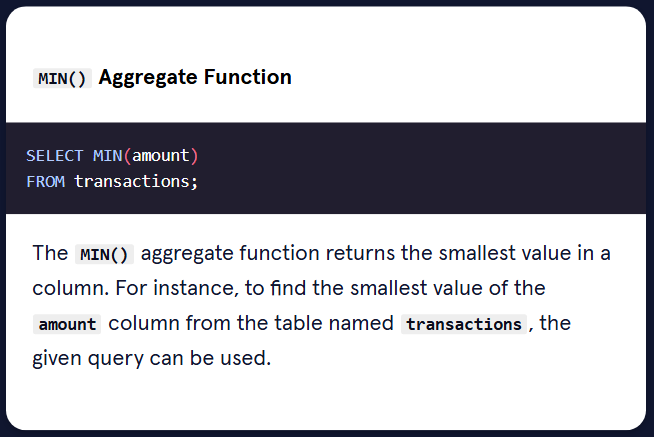 MIN() Aggregate Function
SELECT MIN(amount)
FROM transactions;
The MIN() aggregate function returns the smallest value in a
column. For instance, to find the smallest value of the
amount column from the table named transactions, the
given query can be used.